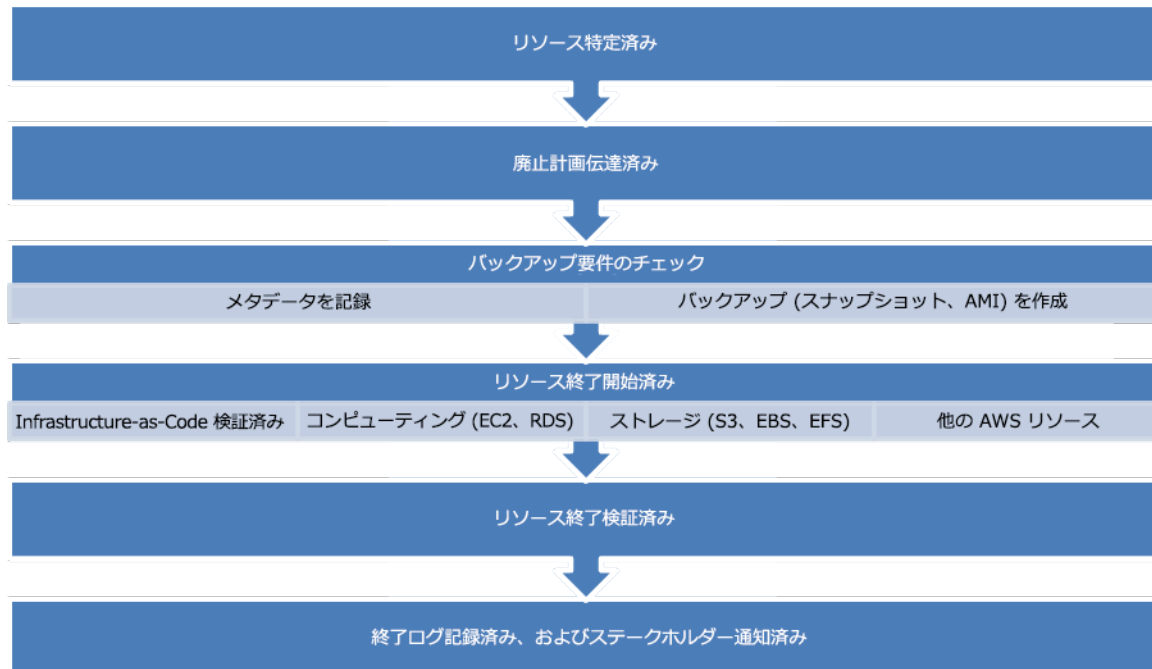 リソース特定済み
廃止計画伝達済み
バックアップ要件のチェック
メタデータを記録
バックアップ (スナップショット、AMI) を作成
リソース終了開始済み
Infrastructure-as-Code 検証済み
コンピューティング (EC2、RDS)
ストレージ (S3、EBS、EFS)
他の AWS リソース
リソース終了検証済み
終了ログ記録済み、およびステークホルダー通知済み